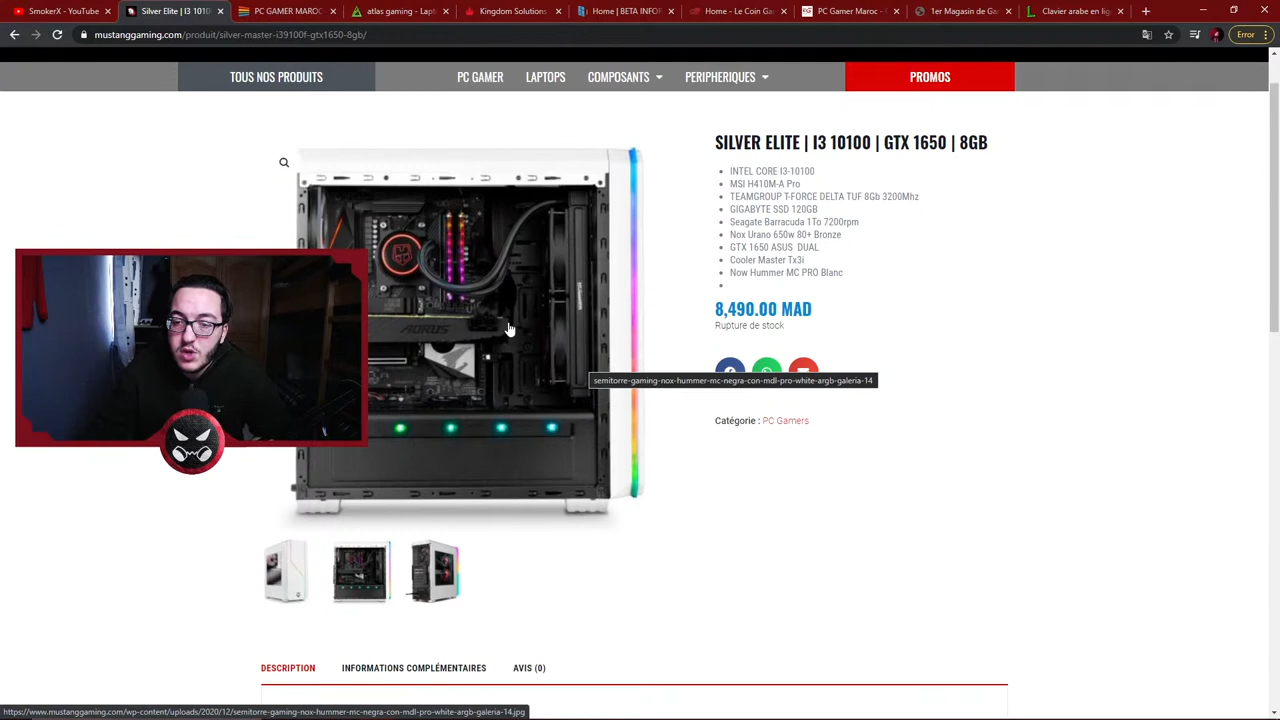 SmokerX - YouTube
Silver Elite | I3 10100
PC GAMER MAROC
atlas gaming - Lapt
Kingdom Solutions
Home | BETA INFOR
Home - Le Coin Ga
PC Gamer Maroc -
1er Magasin de Ga
Clavier arabe en lig
mustanggaming.com/produit/silver-master-i39100f-gtx1650-8gb/
Error
TOUS NOS PRODUITS
PC GAMER
LAPTOPS
COMPOSANTS
PERIPHERIQUES
PROMOS
SILVER ELITE | I3 10100 | GTX 1650 | 8GB
INTEL CORE I3-10100
MSI H410M-A Pro
TEAMGROUP T-FORCE DELTA TUF 8Gb 3200Mhz
GIGABYTE SSD 120GB
Seagate Barracuda 1To 7200rpm
Nox Urano 650w 80+ Bronze
GTX 1650 ASUS DUAL
Cooler Master Tx3i
Now Hummer MC PRO Blanc
8,490.00 MAD
Rupture de stock
AORUS
semitorre-gaming-nox-hummer-mc-negra-con-mdl-pro-white-argb-galeria-14
Catégorie : PC Gamers
DESCRIPTION
INFORMATIONS COMPLÉMENTAIRES
AVIS (0)
https://www.mustanggaming.com/wp-content/uploads/2020/12/semitorre-gaming-nox-hummer-mc-negra-con-mdl-pro-white-argb-galeria-14.jpg